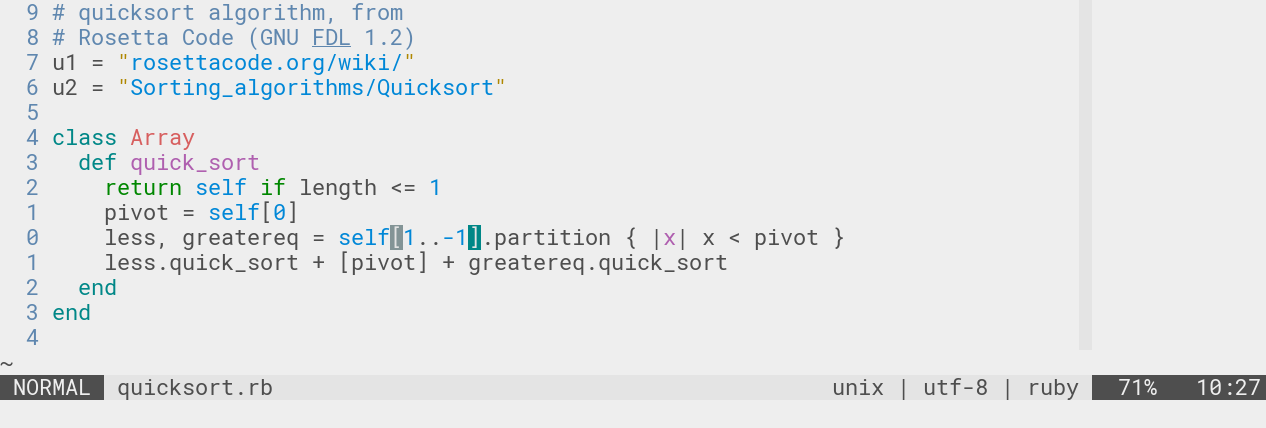 9 # quicksort algorithm, from
8 # Rosetta Code (GNU FDL 1.2)
7 u1 = "rosettacode.org/wiki/"
6 u2 = "Sorting_algorithms/Quicksort"
5
4 class Array
3   def quick_sort
2     return self if length <= 1
1     pivot = self[0]
0     less, greatereq = self[1..-1].partition { |x| x < pivot }
1     less.quick_sort + [pivot] + greatereq.quick_sort
2   end
3 end
4
~
NORMAL quicksort.rb unix | utf-8 | ruby 71% 10:27